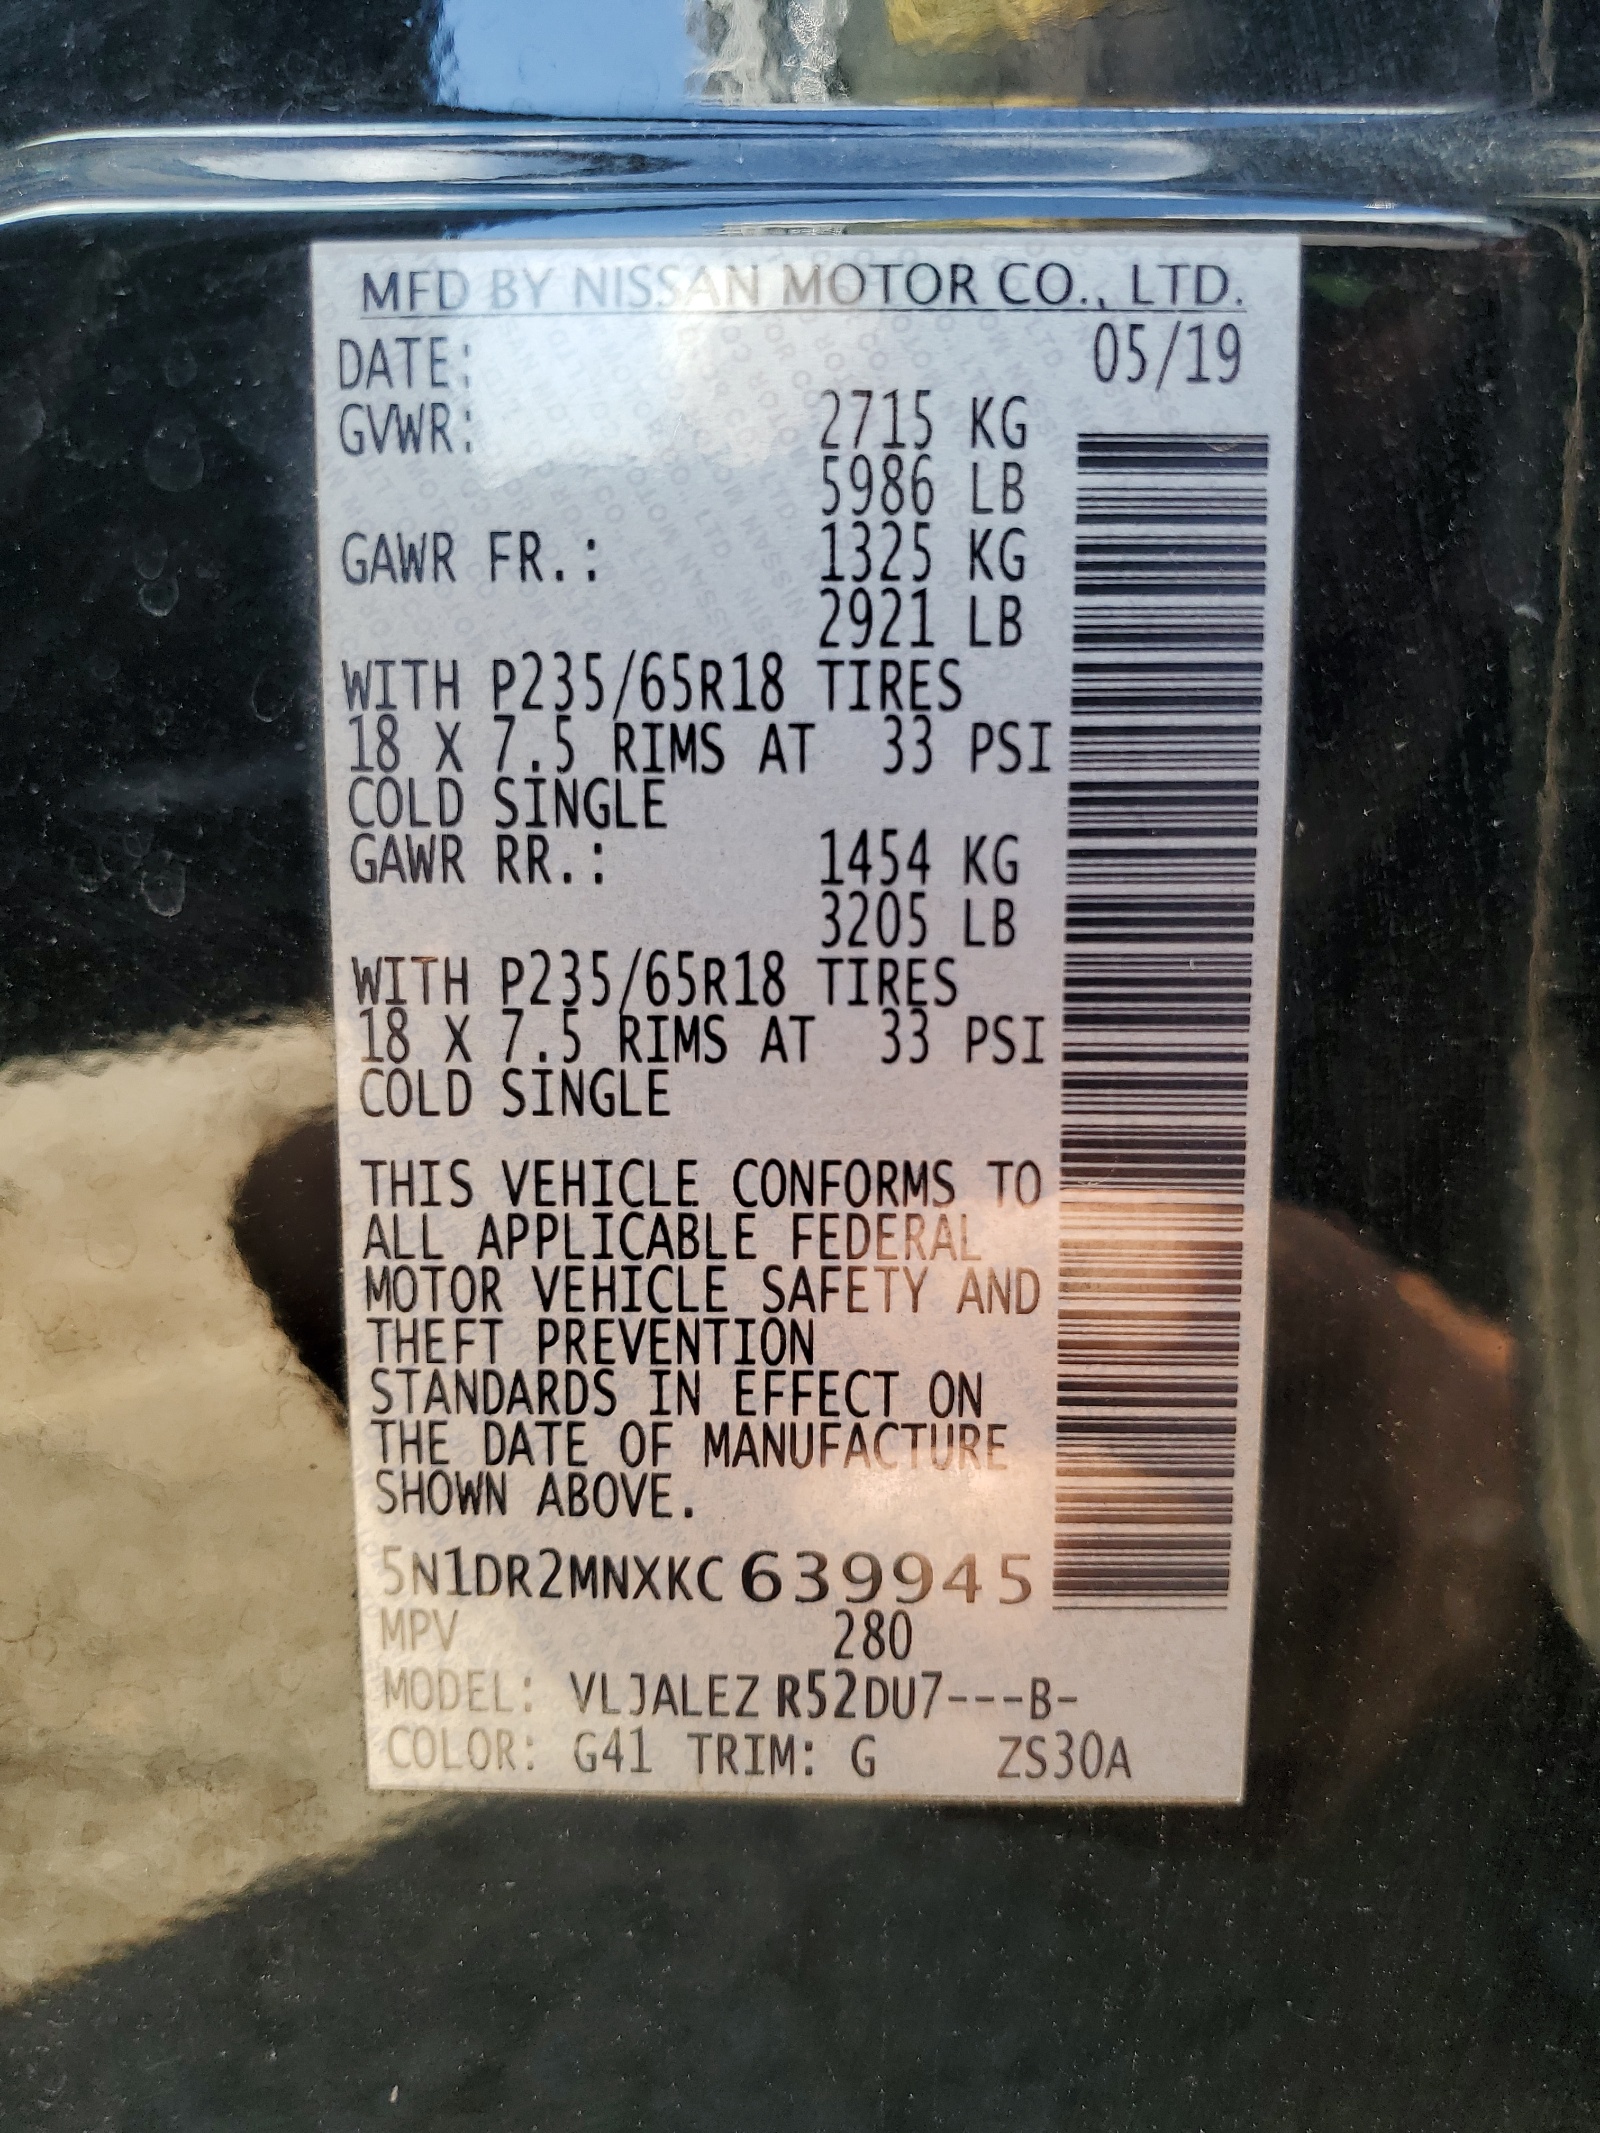 MFD BY NISSAN MOTOR CO., LTD.
DATE: 05/19
GVWR: 2715 KG
5986 LB
GAWR FR.: 1325 KG
2921 LB
WITH P235/65R18 TIRES
18 X 7.5 RIMS AT 33 PSI
COLD SINGLE
GAWR RR.: 1454 KG
3205 LB
WITH P235/65R18 TIRES
18 X 7.5 RIMS AT 33 PSI
COLD SINGLE
THIS VEHICLE CONFORMS TO
ALL APPLICABLE FEDERAL
MOTOR VEHICLE SAFETY AND
THEFT PREVENTION
STANDARDS IN EFFECT ON
THE DATE OF MANUFACTURE
SHOWN ABOVE.
5N1DR2MNXKC639945
MPV 280
MODEL: VLJALEZ R52DU7---B-
COLOR: G41 TRIM: G ZS30A